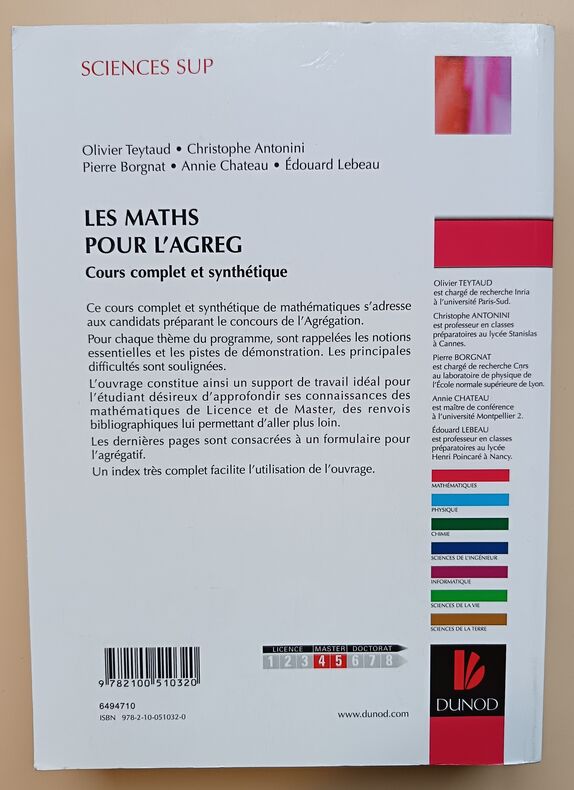 SCIENCES SUP
Olivier Teytaud • Christophe Antonini
Pierre Borgnat • Annie Chateau • Édouard Lebeau
LES MATHS
POUR L'AGREG
Cours complet et synthétique
Ce cours complet et synthétique de mathématiques s'adresse
aux candidats préparant le concours de l'Agrégation.
Pour chaque thème du programme, sont rappelées les notions
essentielles et les pistes de démonstration. Les principales
difficultés sont soulignées.
L'ouvrage constitue ainsi un support de travail idéal pour
l'étudiant désireux d'approfondir ses connaissances des
mathématiques de Licence et de Master, des renvois
bibliographiques lui permettant d'aller plus loin.
Les dernières pages sont consacrées à un formulaire pour
l'agrégatif.
Un index très complet facilite l'utilisation de l'ouvrage.
Olivier TEYTAUD
est chargé de recherche Inria
à l'université Paris-Sud.
Christophe ANTONINI
est professeur en classes
préparatoires au lycée Stanislas
à Cannes.
Pierre BORGNAT
est chargé de recherche Cnrs
au laboratoire de physique de
l'École normale supérieure de Lyon.
Annie CHATEAU
est maître de conférence
à l'université Montpellier 2.
Édouard LEBEAU
est professeur en classes
préparatoires au lycée
Henri Poincaré à Nancy.
MATHÉMATIQUES
PHYSIQUE
CHIMIE
SCIENCES DE L'INGÉNIEUR
INFORMATIQUE
SCIENCES DE LA VIE
SCIENCES DE LA TERRE
LICENCE MASTER DOCTORAT
1 2 3 4 5 6 7 8
9 782100 510320
6494710
ISBN 978-2-10-051032-0
www.dunod.com
DUNOD